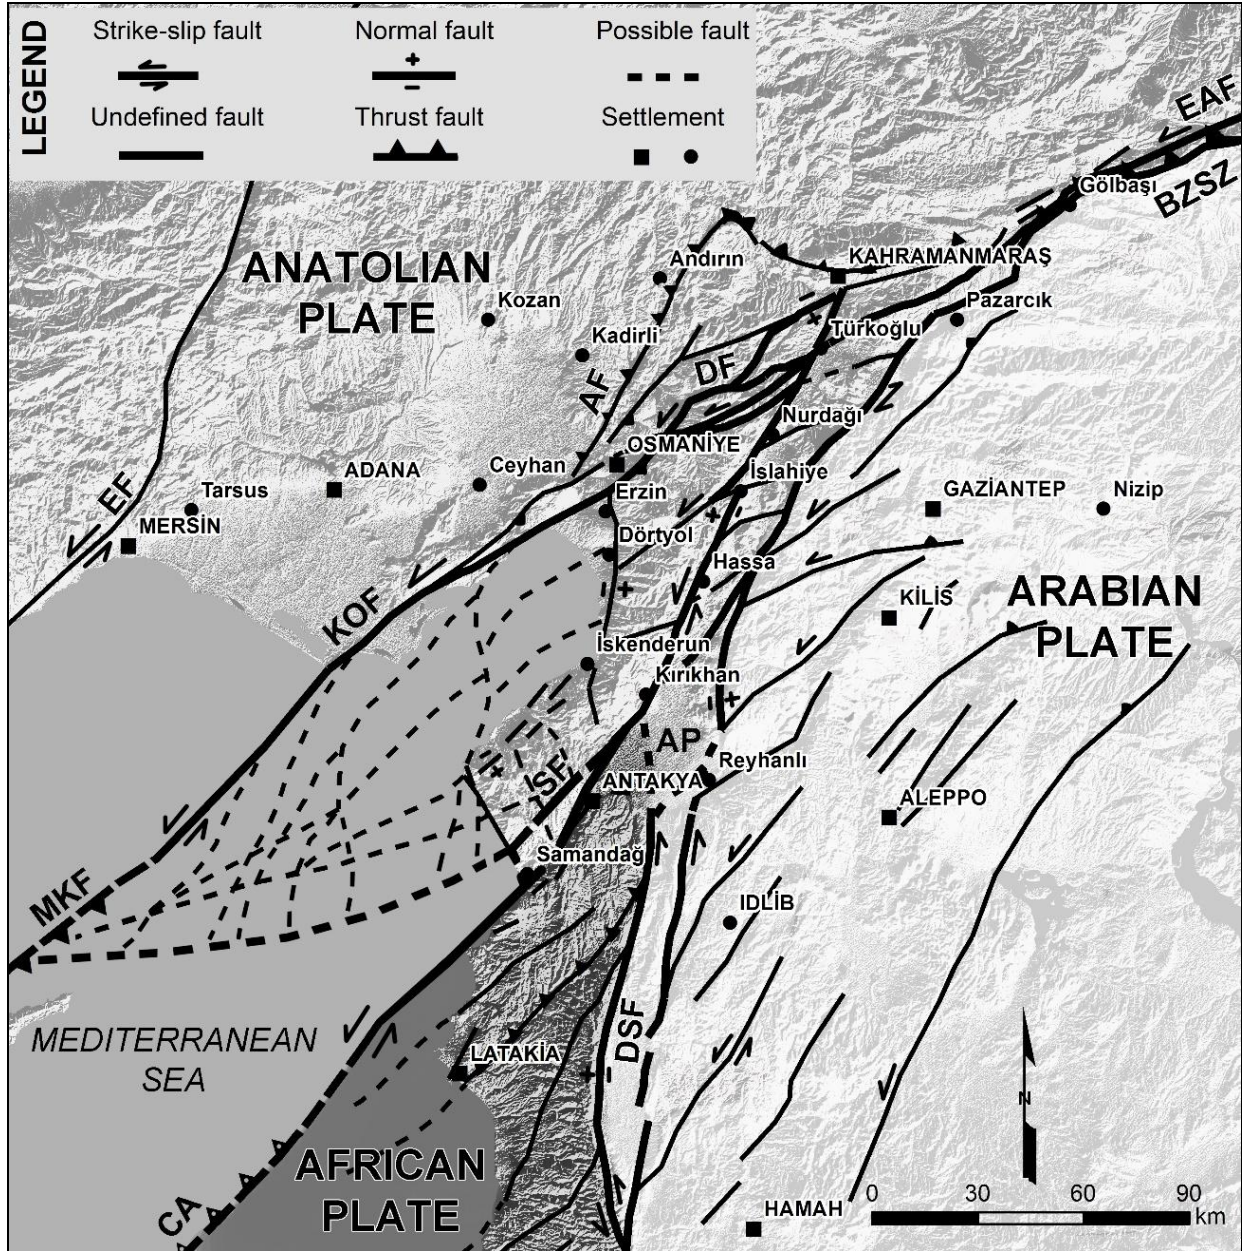 LEGEND
Strike-slip fault
Normal fault
Possible fault
Undefined fault
Thrust fault
Settlement
EAF
BZSZ
Gölbaşı
ANATOLIAN
PLATE
Andırın
KAHRAMANMARAŞ
Kozan
Pazarcık
Kadirli
Türkoğlu
DF
AF
Nurdağı
OSMANİYE
ADANA
Ceyhan
İslahiye
EF
Tarsus
Erzin
GAZİANTEP
Nizip
MERSİN
Dörtyol
Hassa
KİLİS
ARABIAN
PLATE
KOF
İskenderun
Kırıkhan
AP
Reyhanlı
SF
ANTAKYA
ALEPPO
Samandağ
MKF
IDLİB
MEDITERRANEAN
SEA
DSF
LATAKİA
N
AFRICAN
PLATE
CA
HAMAH
0 30 60 90
km